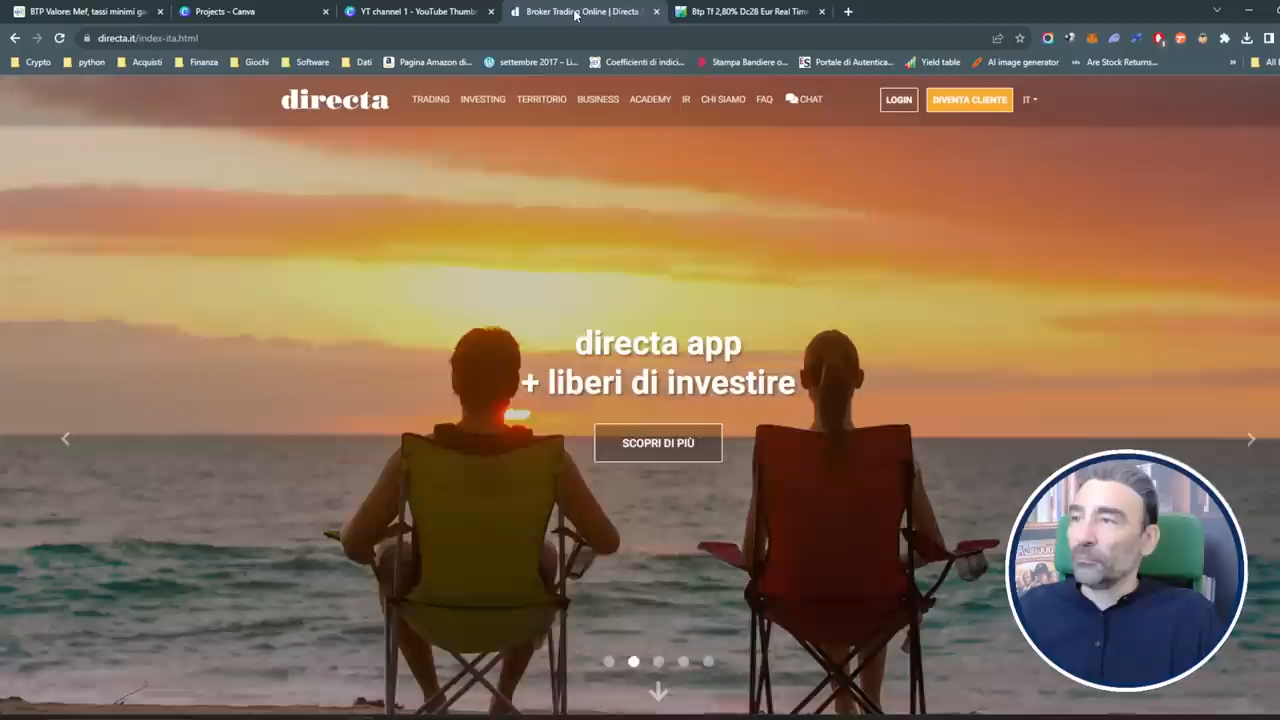 BTP Valore: Mef, tassi minimi ga
Projects - Canva
YT channel 1 - YouTube Thumb
Broker Trading Online | Directa S
Btp Tf 2,80% Dc28 Eur Real Time
directa.it/index-ita.html
Crypto
python
Acquisti
Finanza
Giochi
Software
Dati
Pagina Amazon di...
settembre 2017 – Li...
Coefficienti di indici...
Stampa Bandiere o...
Portale di Autentica...
Yield table
AI image generator
Are Stock Returns...
»
All
directa
TRADING INVESTING TERRITORIO BUSINESS ACADEMY IR CHI SIAMO FAQ CHAT LOGIN DIVENTA CLIENTE IT
directa app
+ liberi di investire
SCOPRI DI PIÙ